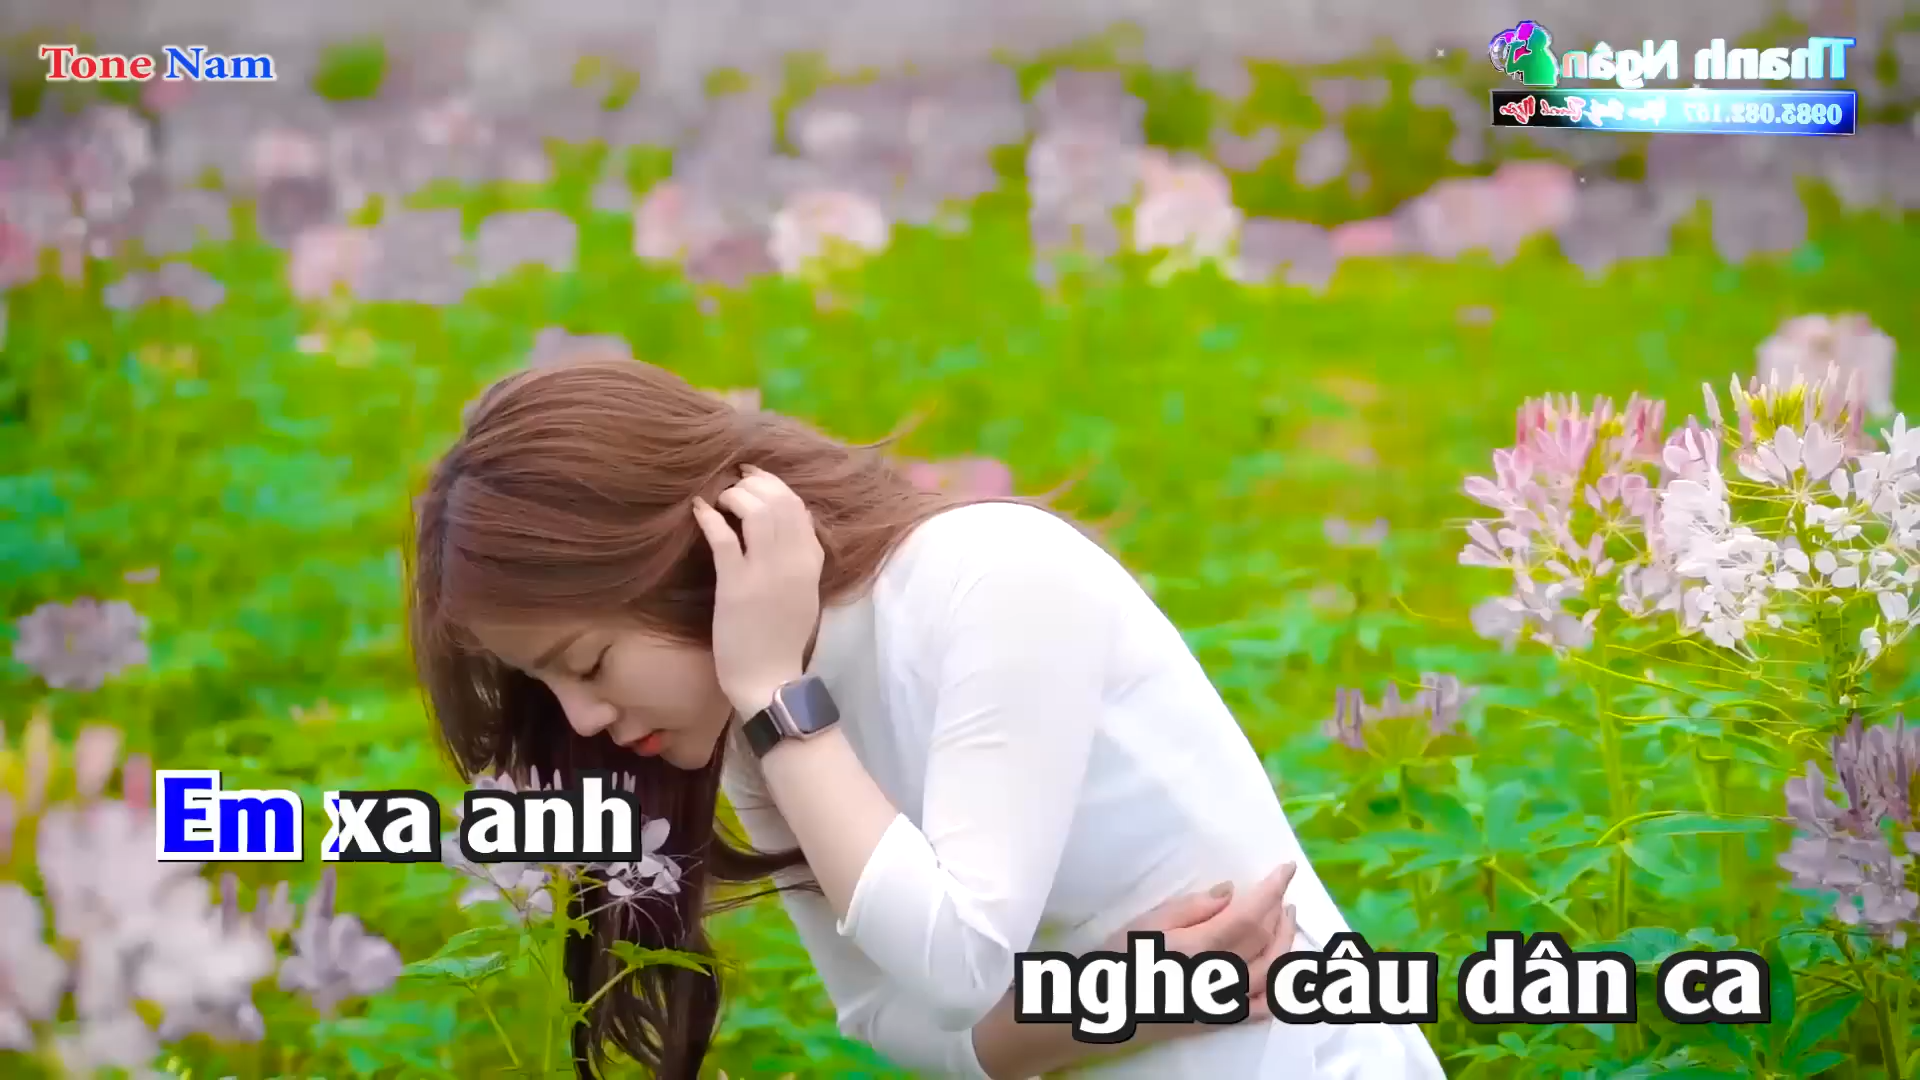 Tone Nam
Thanh Ngân
Em xa anh
nghe câu dân ca